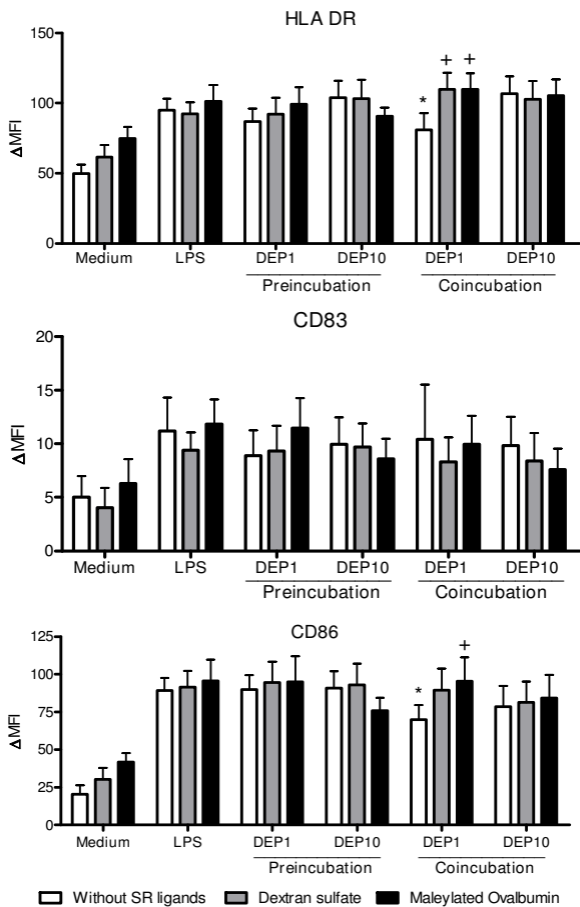 HLA DR
150
100
50
0
ΔMFI
* + +
Medium LPS DEP1 DEP10 DEP1 DEP10
Preincubation Coincubation
CD83
20
15
10
5
0
ΔMFI
Medium LPS DEP1 DEP10 DEP1 DEP10
Preincubation Coincubation
CD86
125
100
75
50
25
0
ΔMFI
* +
Medium LPS DEP1 DEP10 DEP1 DEP10
Preincubation Coincubation
Without SR ligands Dextran sulfate Maleylated Ovalbumin